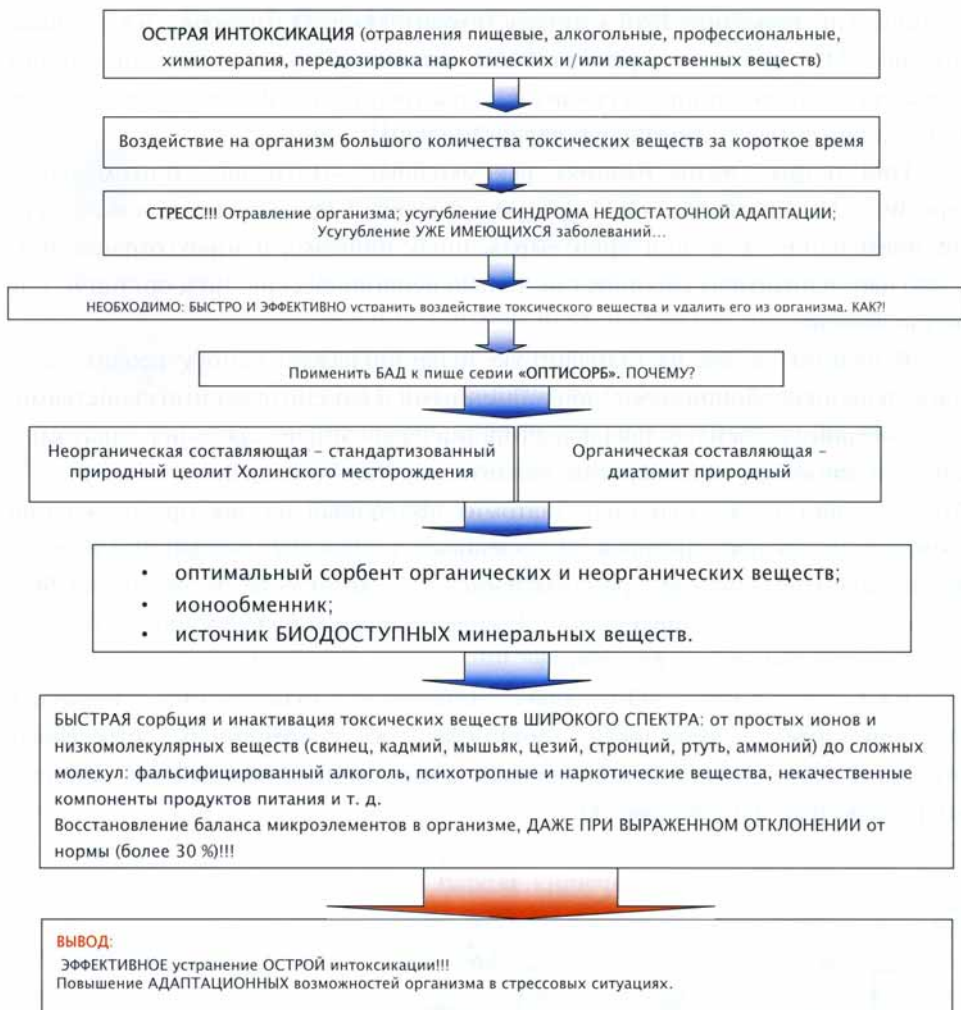 ОСТРАЯ ИНТОКСИКАЦИЯ (отравления пищевые, алкогольные, профессиональные,
химиотерапия, передозировка наркотических и/или лекарственных веществ)
Воздействие на организм большого количества токсических веществ за короткое время
СТРЕСС!!! Отравление организма; усугубление СИНДРОМА НЕДОСТАТОЧНОЙ АДАПТАЦИИ;
Усугубление УЖЕ ИМЕЮЩИХСЯ заболеваний...
НЕОБХОДИМО: БЫСТРО И ЭФФЕКТИВНО устранить воздействие токсического вещества и удалить его из организма. КАК?!
Применить БАД к пище серии «ОПТИСОРБ». ПОЧЕМУ?
Неорганическая составляющая – стандартизованный
природный цеолит Холинского месторождения
Органическая составляющая –
диатомит природный
• оптимальный сорбент органических и неорганических веществ;
• ионообменник;
• источник БИОДОСТУПНЫХ минеральных веществ.
БЫСТРАЯ сорбция и инактивация токсических веществ ШИРОКОГО СПЕКТРА: от простых ионов и
низкомолекулярных веществ (свинец, кадмий, мышьяк, цезий, стронций, ртуть, аммоний) до сложных
молекул: фальсифицированный алкоголь, психотропные и наркотические вещества, некачественные
компоненты продуктов питания и т. д.
Восстановление баланса микроэлементов в организме, ДАЖЕ ПРИ ВЫРАЖЕННОМ ОТКЛОНЕНИИ от
нормы (более 30 %)!!!
ВЫВОД:
ЭФФЕКТИВНОЕ устранение ОСТРОЙ интоксикации!!!
Повышение АДАПТАЦИОННЫХ возможностей организма в стрессовых ситуациях.